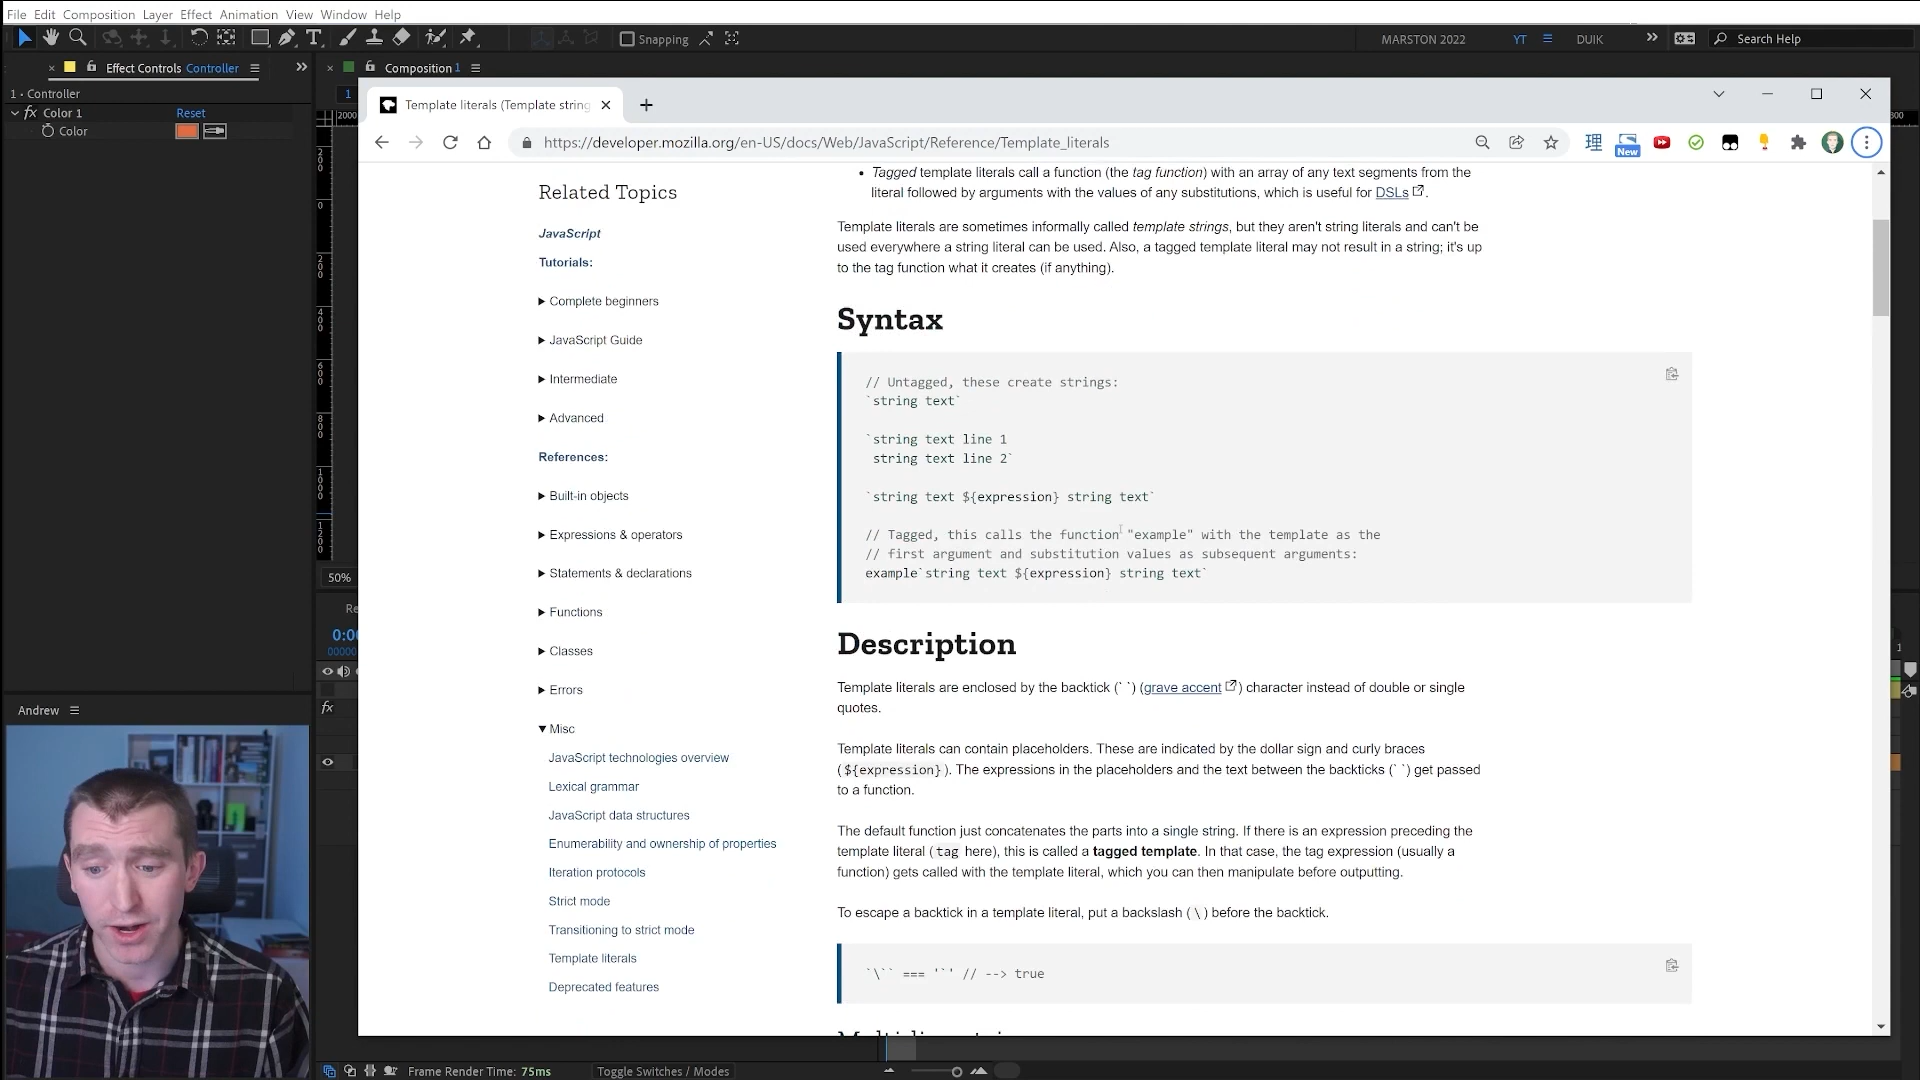 File Edit Composition Layer Effect Animation View Window Help
Snapping
MARSTON 2022
YT
DUIK
Search Help
Effect Controls Controller
Composition 1
1 • Controller
fx Color 1 Reset
Color
1
2000
Template literals (Template string
https://developer.mozilla.org/en-US/docs/Web/JavaScript/Reference/Template_literals
New
Related Topics
JavaScript
Tutorials:
Complete beginners
JavaScript Guide
Intermediate
Advanced
References:
Built-in objects
Expressions & operators
Statements & declarations
Functions
Classes
Errors
Misc
JavaScript technologies overview
Lexical grammar
JavaScript data structures
Enumerability and ownership of properties
Iteration protocols
Strict mode
Transitioning to strict mode
Template literals
Deprecated features
• Tagged template literals call a function (the tag function) with an array of any text segments from the
literal followed by arguments with the values of any substitutions, which is useful for DSLs.
Template literals are sometimes informally called template strings, but they aren't string literals and can't be
used everywhere a string literal can be used. Also, a tagged template literal may not result in a string; it's up
to the tag function what it creates (if anything).
Syntax
// Untagged, these create strings:
`string text`
`string text line 1
string text line 2`
`string text ${expression} string text`
// Tagged, this calls the function "example" with the template as the
// first argument and substitution values as subsequent arguments:
example`string text ${expression} string text`
Description
Template literals are enclosed by the backtick (` `) (grave accent) character instead of double or single
quotes.
Template literals can contain placeholders. These are indicated by the dollar sign and curly braces
(${expression}). The expressions in the placeholders and the text between the backticks (` `) get passed
to a function.
The default function just concatenates the parts into a single string. If there is an expression preceding the
template literal (tag here), this is called a tagged template. In that case, the tag expression (usually a
function) gets called with the template literal, which you can then manipulate before outputting.
To escape a backtick in a template literal, put a backslash (\) before the backtick.
`\`` === '`' // --> true
50%
Re
0:00
00000
fx
Andrew
Frame Render Time: 75ms
Toggle Switches / Modes